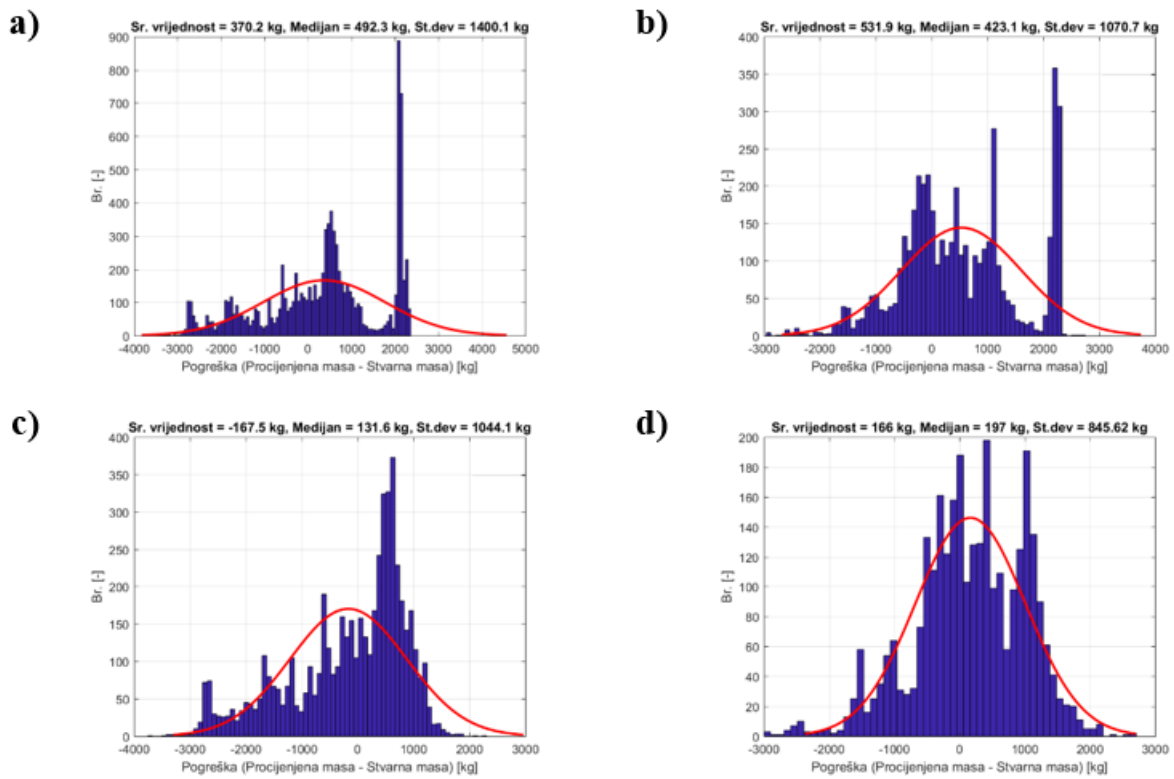 a)
Sr. vrijednost = 370.2 kg, Medijan = 492.3 kg, St.dev = 1400.1 kg
900
800
700
600
500
400
300
200
100
0
Br. [-]
-4000 -3000 -2000 -1000 0 1000 2000 3000 4000 5000
Pogreška (Procijenjena masa - Stvarna masa) [kg]
b)
Sr. vrijednost = 531.9 kg, Medijan = 423.1 kg, St.dev = 1070.7 kg
400
350
300
250
200
150
100
50
0
Br. [-]
-3000 -2000 -1000 0 1000 2000 3000 4000
Pogreška (Procijenjena masa - Stvarna masa) [kg]
c)
Sr. vrijednost = -167.5 kg, Medijan = 131.6 kg, St.dev = 1044.1 kg
400
350
300
250
200
150
100
50
0
Br. [-]
-4000 -3000 -2000 -1000 0 1000 2000 3000
Pogreška (Procijenjena masa - Stvarna masa) [kg]
d)
Sr. vrijednost = 166 kg, Medijan = 197 kg, St.dev = 845.62 kg
200
180
160
140
120
100
80
60
40
20
0
Br. [-]
-3000 -2000 -1000 0 1000 2000 3000
Pogreška (Procijenjena masa - Stvarna masa) [kg]